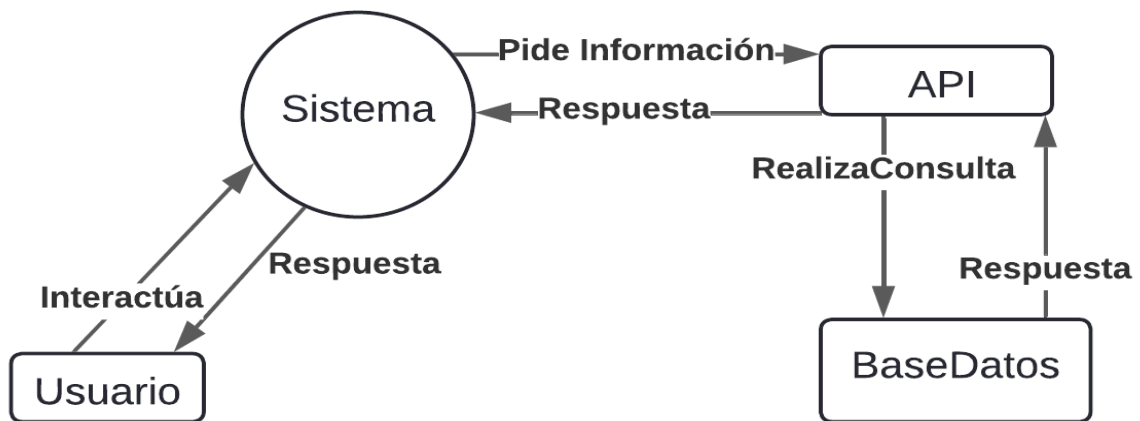 Pide Información
Sistema
API
Respuesta
RealizaConsulta
Respuesta
Respuesta
Interactúa
BaseDatos
Usuario